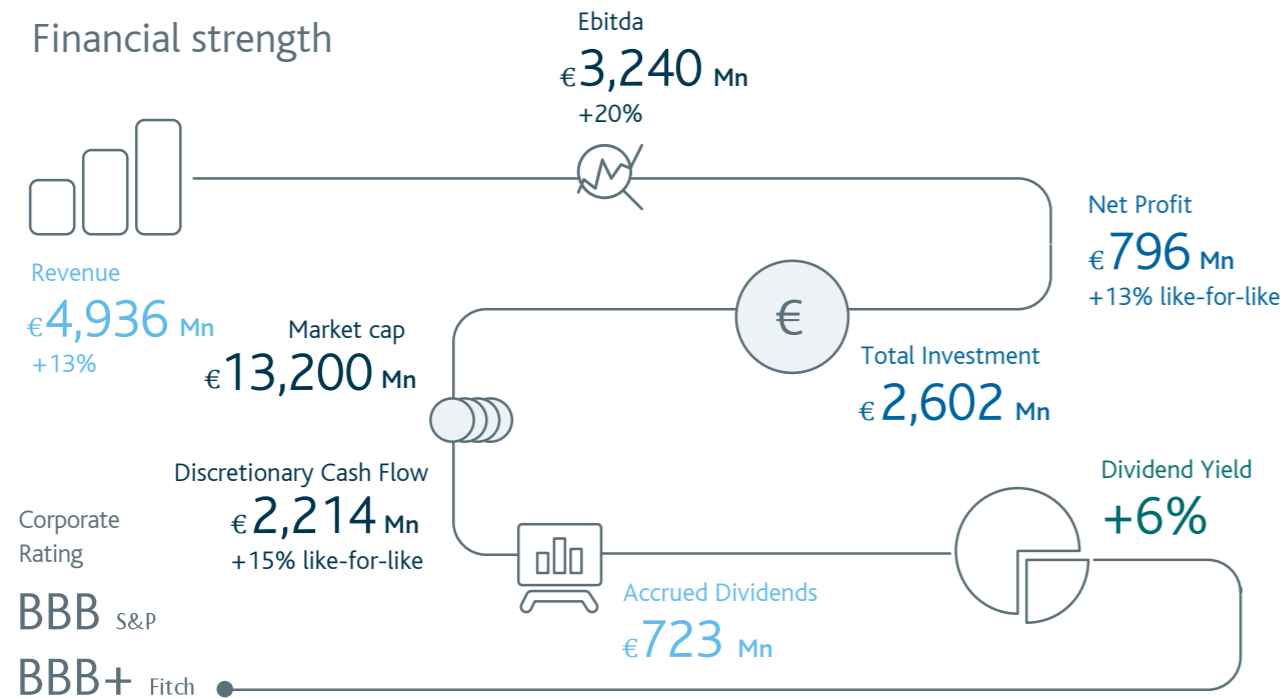 Financial strength
Ebitda
€3,240 Mn
+20%
Net Profit
€796 Mn
+13% like-for-like
Revenue
€4,936 Mn
+13%
Market cap
€13,200 Mn
€
Total Investment
€2,602 Mn
Discretionary Cash Flow
€2,214 Mn
+15% like-for-like
Dividend Yield
+6%
Accrued Dividends
€723 Mn
Corporate
Rating
BBB S&P
BBB+ Fitch